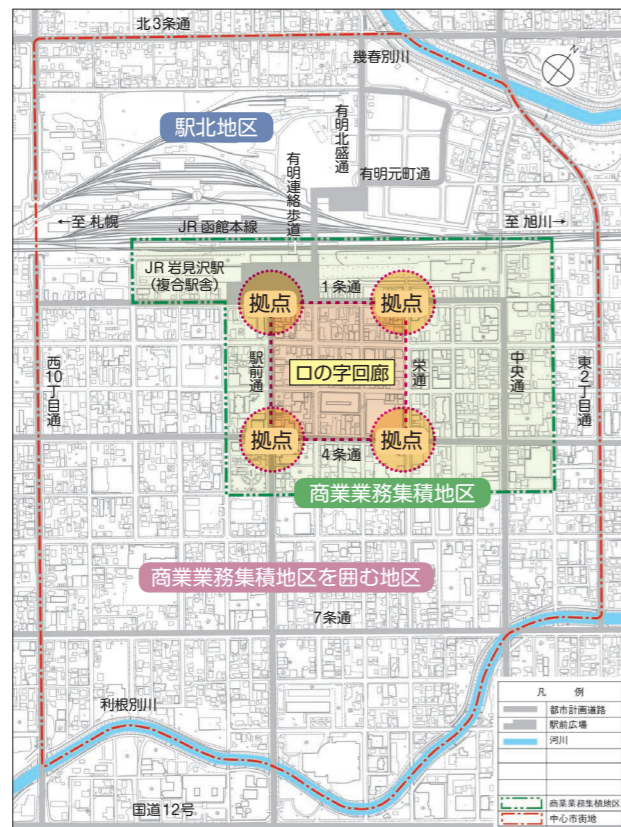 北3条通
幾春別川
N
駅北地区
有明北盛通
有明連絡歩道
有明元町通
←至 札幌
至 旭川→
JR 函館本線
JR 岩見沢駅
(複合駅舎)
1条通
拠点
拠点
西10丁目通
駅前通
ロの字回廊
栄通
中央通
東2丁目通
拠点
拠点
4条通
商業業務集積地区
商業業務集積地区を囲む地区
7条通
利根別川
国道12号
凡 例
都市計画道路
駅前広場
河川
商業業務集積地区
中心市街地